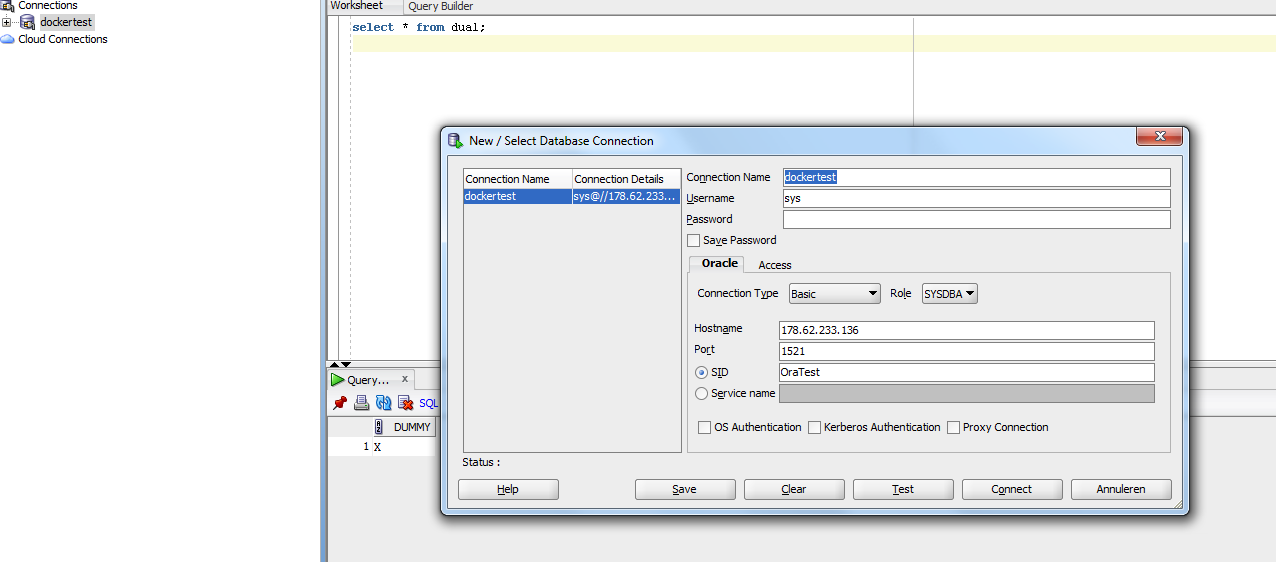 Connections
dockertest
Cloud Connections
Worksheet Query Builder
select * from dual;
New / Select Database Connection
Connection Name Connection Details
dockertest sys@//178.62.233...
Connection Name dockertest
Username sys
Password
Save Password
Oracle Access
Connection Type Basic Role SYSDBA
Hostname 178.62.233.136
Port 1521
SID OraTest
Service name
OS Authentication Kerberos Authentication Proxy Connection
Status :
Help Save Clear Test Connect Annuleren
Query... x
SQL
DUMMY
1 X